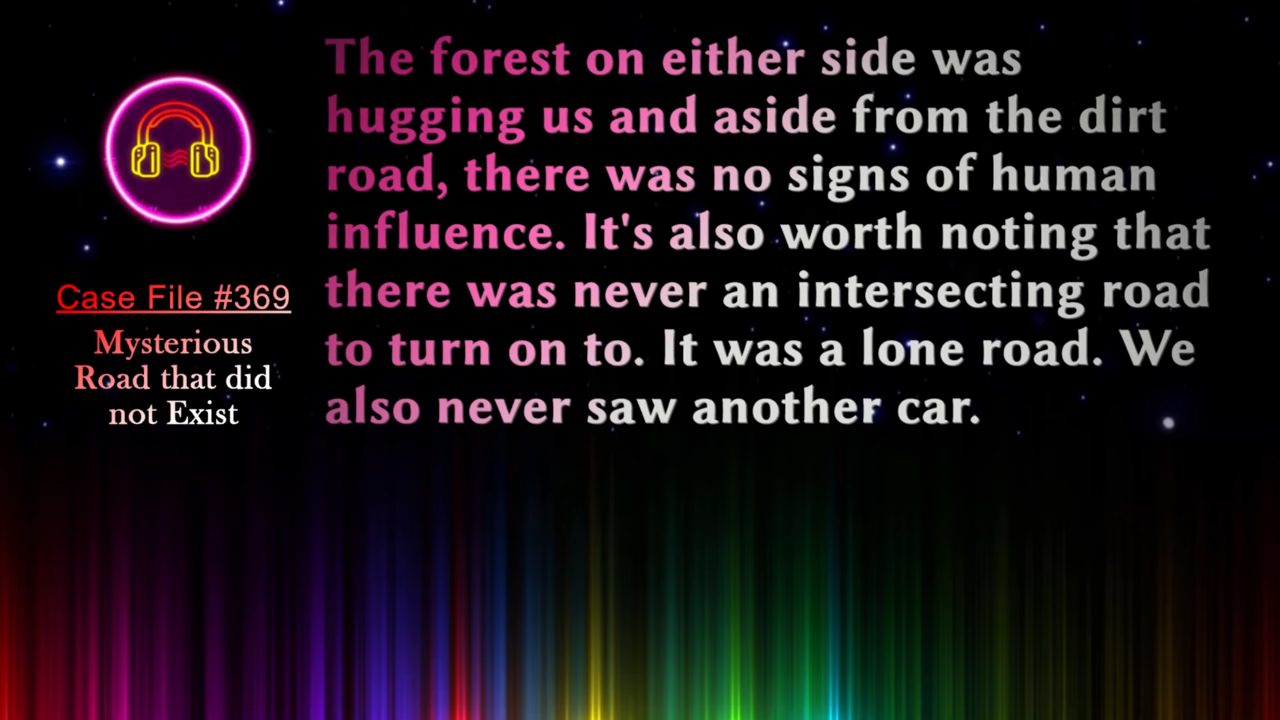 The forest on either side was
hugging us and aside from the dirt
road, there was no signs of human
influence. It's also worth noting that
there was never an intersecting road
to turn on to. It was a lone road. We
also never saw another car.
Case File #369
Mysterious
Road that did
not Exist